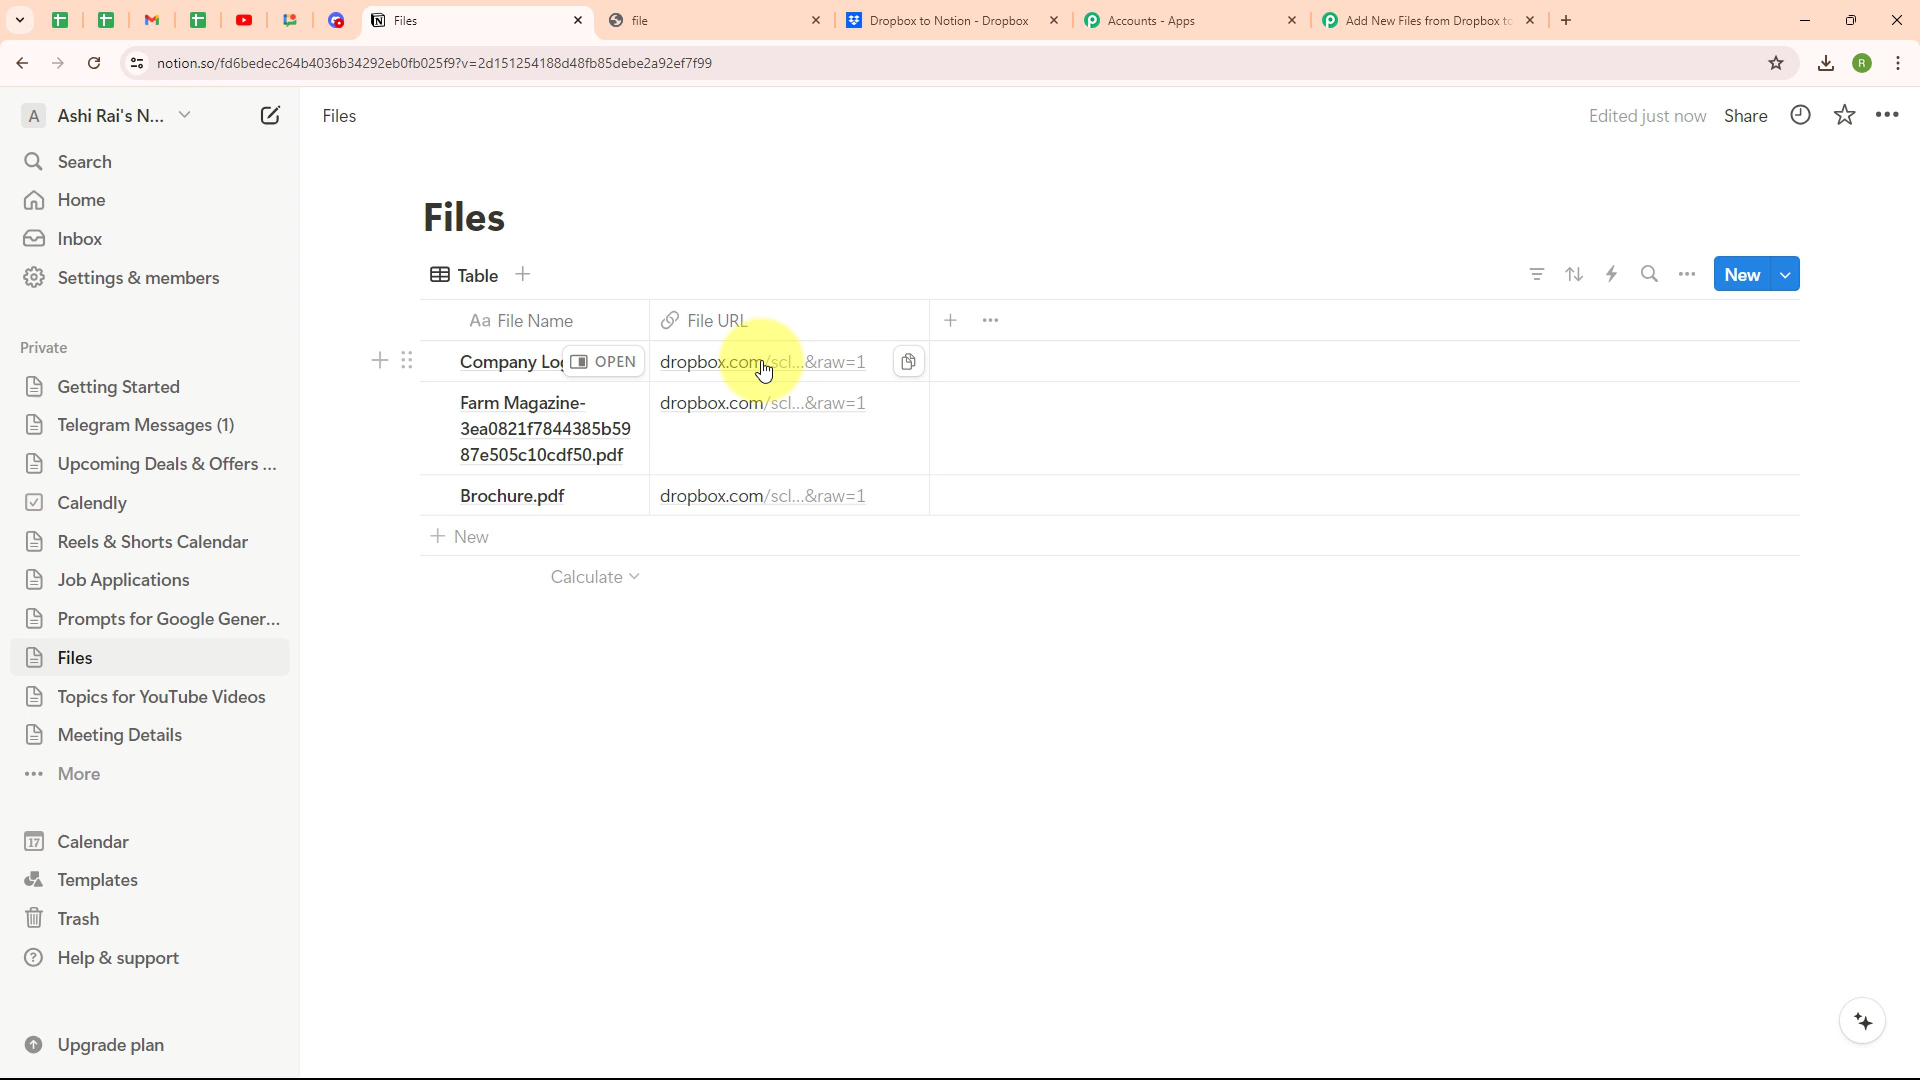 Files
file
Dropbox to Notion - Dropbox
Accounts - Apps
Add New Files from Dropbox to
notion.so/fd6bedec264b4036b34292eb0fb025f9?v=2d151254188d48fb85debe2a92ef7f99
R
A Ashi Rai's N...
Files
Edited just now
Share
Search
Home
Inbox
Settings & members
Private
Getting Started
Telegram Messages (1)
Upcoming Deals & Offers ...
Calendly
Reels & Shorts Calendar
Job Applications
Prompts for Google Gener...
Files
Topics for YouTube Videos
Meeting Details
More
17 Calendar
Templates
Trash
Help & support
Upgrade plan
Files
Table
New
Aa File Name
File URL
Company Lo
OPEN
dropbox.com/scl...&raw=1
Farm Magazine-
3ea0821f7844385b59
87e505c10cdf50.pdf
dropbox.com/scl...&raw=1
Brochure.pdf
dropbox.com/scl...&raw=1
New
Calculate